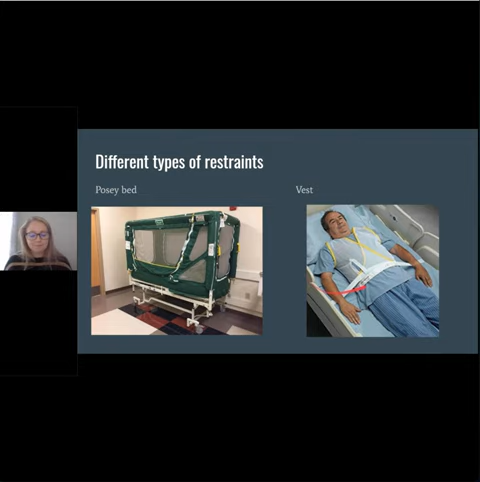 Different types of restraints
Posey bed
Vest